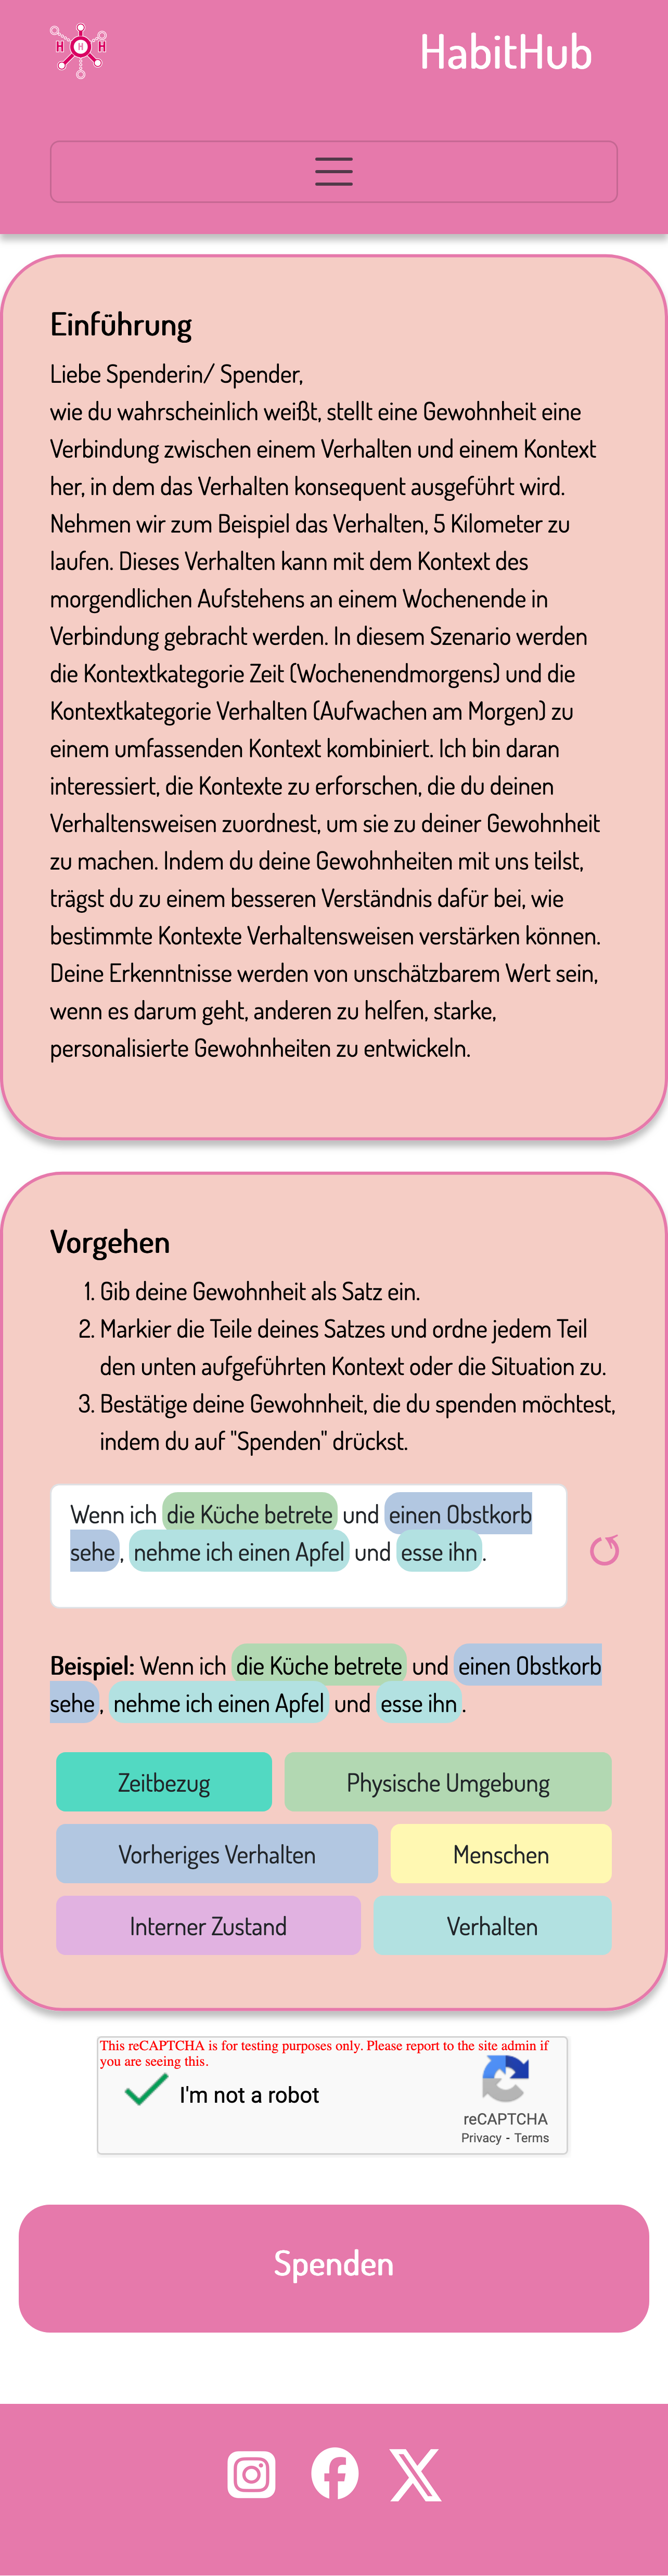 H H H
HabitHub
Einführung
Liebe Spenderin/ Spender,
wie du wahrscheinlich weißt, stellt eine Gewohnheit eine
Verbindung zwischen einem Verhalten und einem Kontext
her, in dem das Verhalten konsequent ausgeführt wird.
Nehmen wir zum Beispiel das Verhalten, 5 Kilometer zu
laufen. Dieses Verhalten kann mit dem Kontext des
morgendlichen Aufstehens an einem Wochenende in
Verbindung gebracht werden. In diesem Szenario werden
die Kontextkategorie Zeit (Wochenendmorgens) und die
Kontextkategorie Verhalten (Aufwachen am Morgen) zu
einem umfassenden Kontext kombiniert. Ich bin daran
interessiert, die Kontexte zu erforschen, die du deinen
Verhaltensweisen zuordnest, um sie zu deiner Gewohnheit
zu machen. Indem du deine Gewohnheiten mit uns teilst,
trägst du zu einem besseren Verständnis dafür bei, wie
bestimmte Kontexte Verhaltensweisen verstärken können.
Deine Erkenntnisse werden von unschätzbarem Wert sein,
wenn es darum geht, anderen zu helfen, starke,
personalisierte Gewohnheiten zu entwickeln.
Vorgehen
1. Gib deine Gewohnheit als Satz ein.
2. Markier die Teile deines Satzes und ordne jedem Teil
den unten aufgeführten Kontext oder die Situation zu.
3. Bestätige deine Gewohnheit, die du spenden möchtest,
indem du auf "Spenden" drückst.
Wenn ich die Küche betrete und einen Obstkorb
sehe, nehme ich einen Apfel und esse ihn.
Beispiel: Wenn ich die Küche betrete und einen Obstkorb
sehe, nehme ich einen Apfel und esse ihn.
Zeitbezug Physische Umgebung
Vorheriges Verhalten Menschen
Interner Zustand Verhalten
This reCAPTCHA is for testing purposes only. Please report to the site admin if
you are seeing this.
I'm not a robot
reCAPTCHA
Privacy - Terms
Spenden